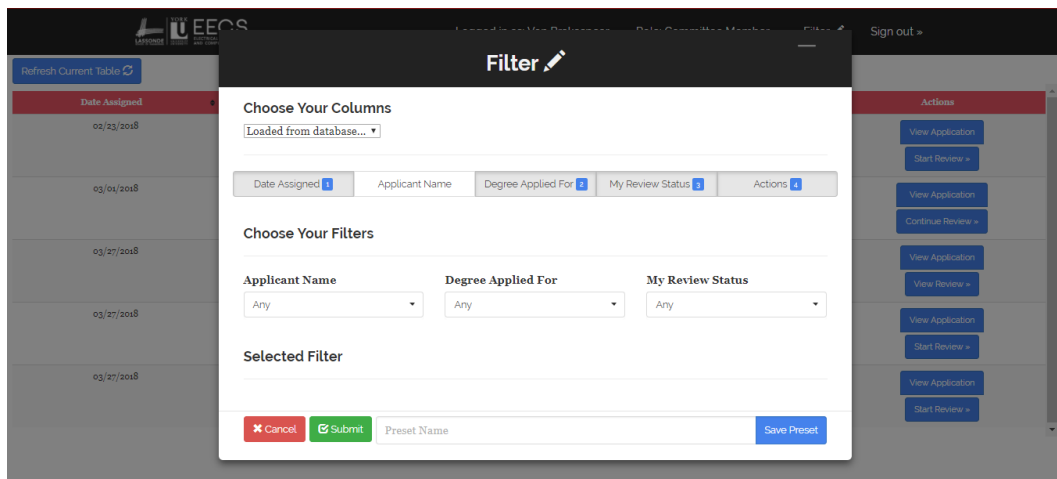 LASSONDE
YORK
U
EECS
Sign out »
Refresh Current Table
Filter
Date Assigned
Actions
Choose Your Columns
Loaded from database...
02/23/2018
View Application
Start Review »
Date Assigned 1
Applicant Name
Degree Applied For 2
My Review Status 3
Actions 4
03/01/2018
View Application
Continue Review »
Choose Your Filters
03/27/2018
View Application
View Review »
Applicant Name
Degree Applied For
My Review Status
Any
Any
Any
03/27/2018
View Application
Start Review »
Selected Filter
03/27/2018
View Application
Start Review »
Cancel
Submit
Preset Name
Save Preset